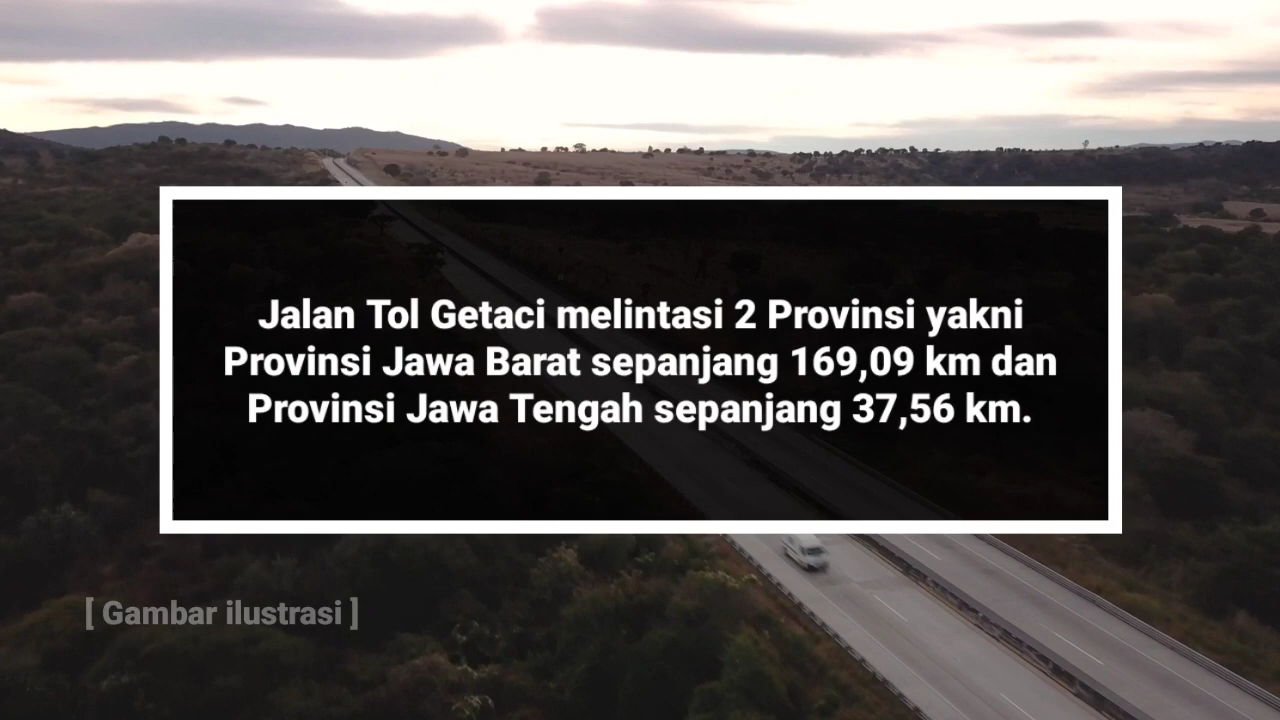 Jalan Tol Getaci melintasi 2 Provinsi yakni
Provinsi Jawa Barat sepanjang 169,09 km dan
Provinsi Jawa Tengah sepanjang 37,56 km.
[ Gambar ilustrasi ]